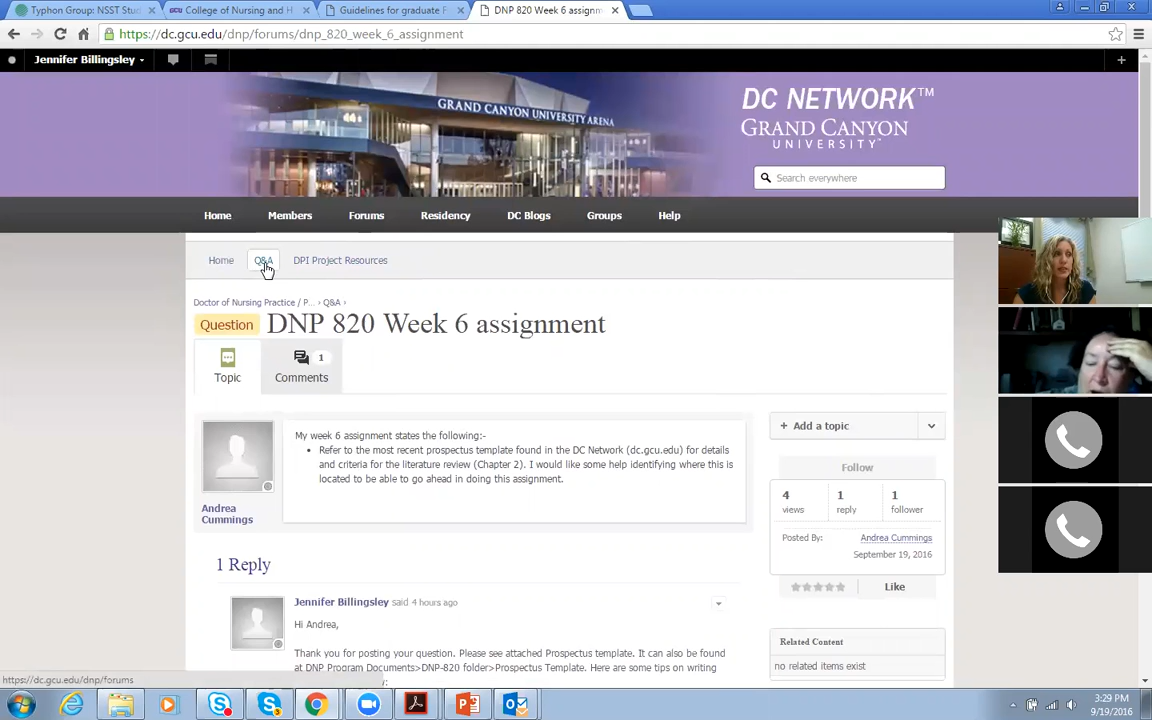 Typhon Group: NSST Stud
GCU College of Nursing and H
Guidelines for graduate F
DNP 820 Week 6 assignm
https://dc.gcu.edu/dnp/forums/dnp_820_week_6_assignment
Jennifer Billingsley
GRAND CANYON UNIVERSITY ARENA
DC NETWORK™
GRAND CANYON
UNIVERSITY™
Search everywhere
Home
Members
Forums
Residency
DC Blogs
Groups
Help
Home
Q&A
DPI Project Resources
Doctor of Nursing Practice / P... › Q&A ›
Question DNP 820 Week 6 assignment
Topic
1
Comments
My week 6 assignment states the following:-
• Refer to the most recent prospectus template found in the DC Network (dc.gcu.edu) for details
and criteria for the literature review (Chapter 2). I would like some help identifying where this is
located to be able to go ahead in doing this assignment.
Andrea
Cummings
+ Add a topic
Follow
4
views
1
reply
1
follower
Posted By: Andrea Cummings
September 19, 2016
Like
1 Reply
Jennifer Billingsley said 4 hours ago
Hi Andrea,
Thank you for posting your question. Please see attached Prospectus template. It can also be found
at DNP Program Documents>DNP-820 folder>Prospectus Template. Here are some tips on writing
Related Content
no related items exist
https://dc.gcu.edu/dnp/forums
3:29 PM
9/19/2016